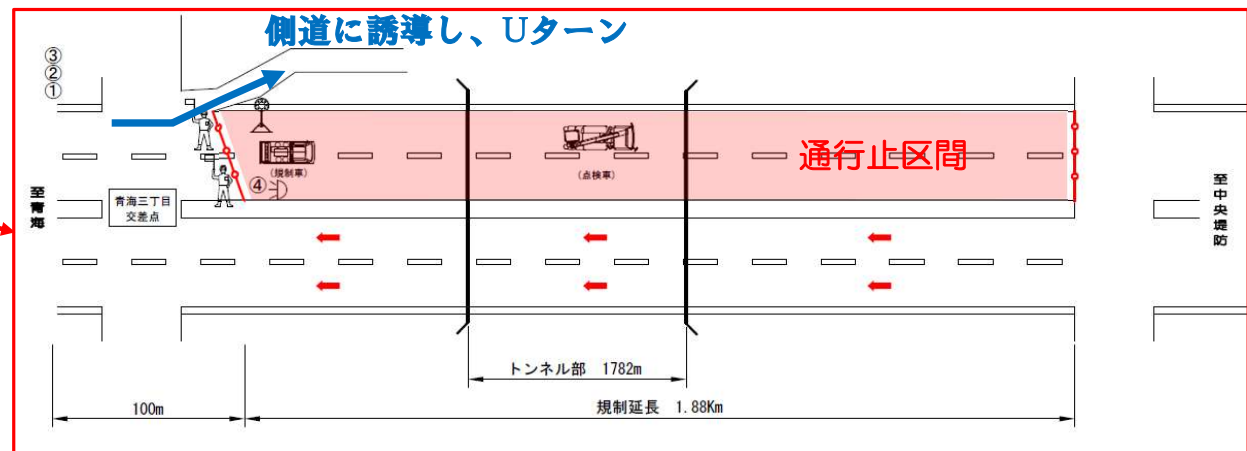 側道に誘導し、Uターン
③
②
①
(規制車)
④
(点検車)
通行止区間
至青海
青海三丁目
交差点
至中央堤防
トンネル部 1782m
100m
規制延長 1.88Km